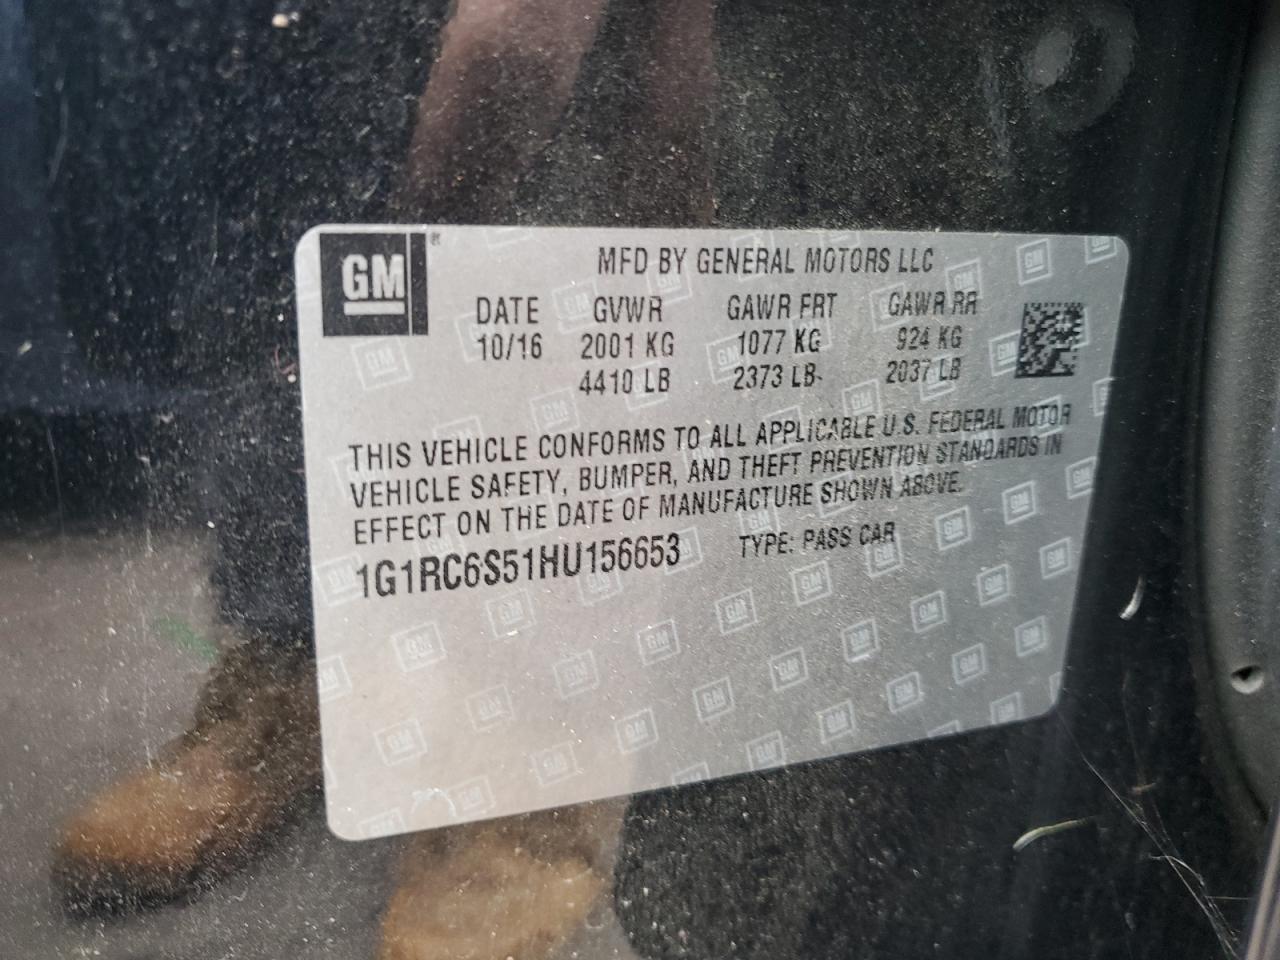 GM®
MFD BY GENERAL MOTORS LLC
DATE GVWR GAWR FRT GAWR RR
10/16 2001 KG 1077 KG 924 KG
4410 LB 2373 LB 2037 LB
THIS VEHICLE CONFORMS TO ALL APPLICABLE U.S. FEDERAL MOTOR
VEHICLE SAFETY, BUMPER, AND THEFT PREVENTION STANDARDS IN
EFFECT ON THE DATE OF MANUFACTURE SHOWN ABOVE.
1G1RC6S51HU156653 TYPE: PASS CAR